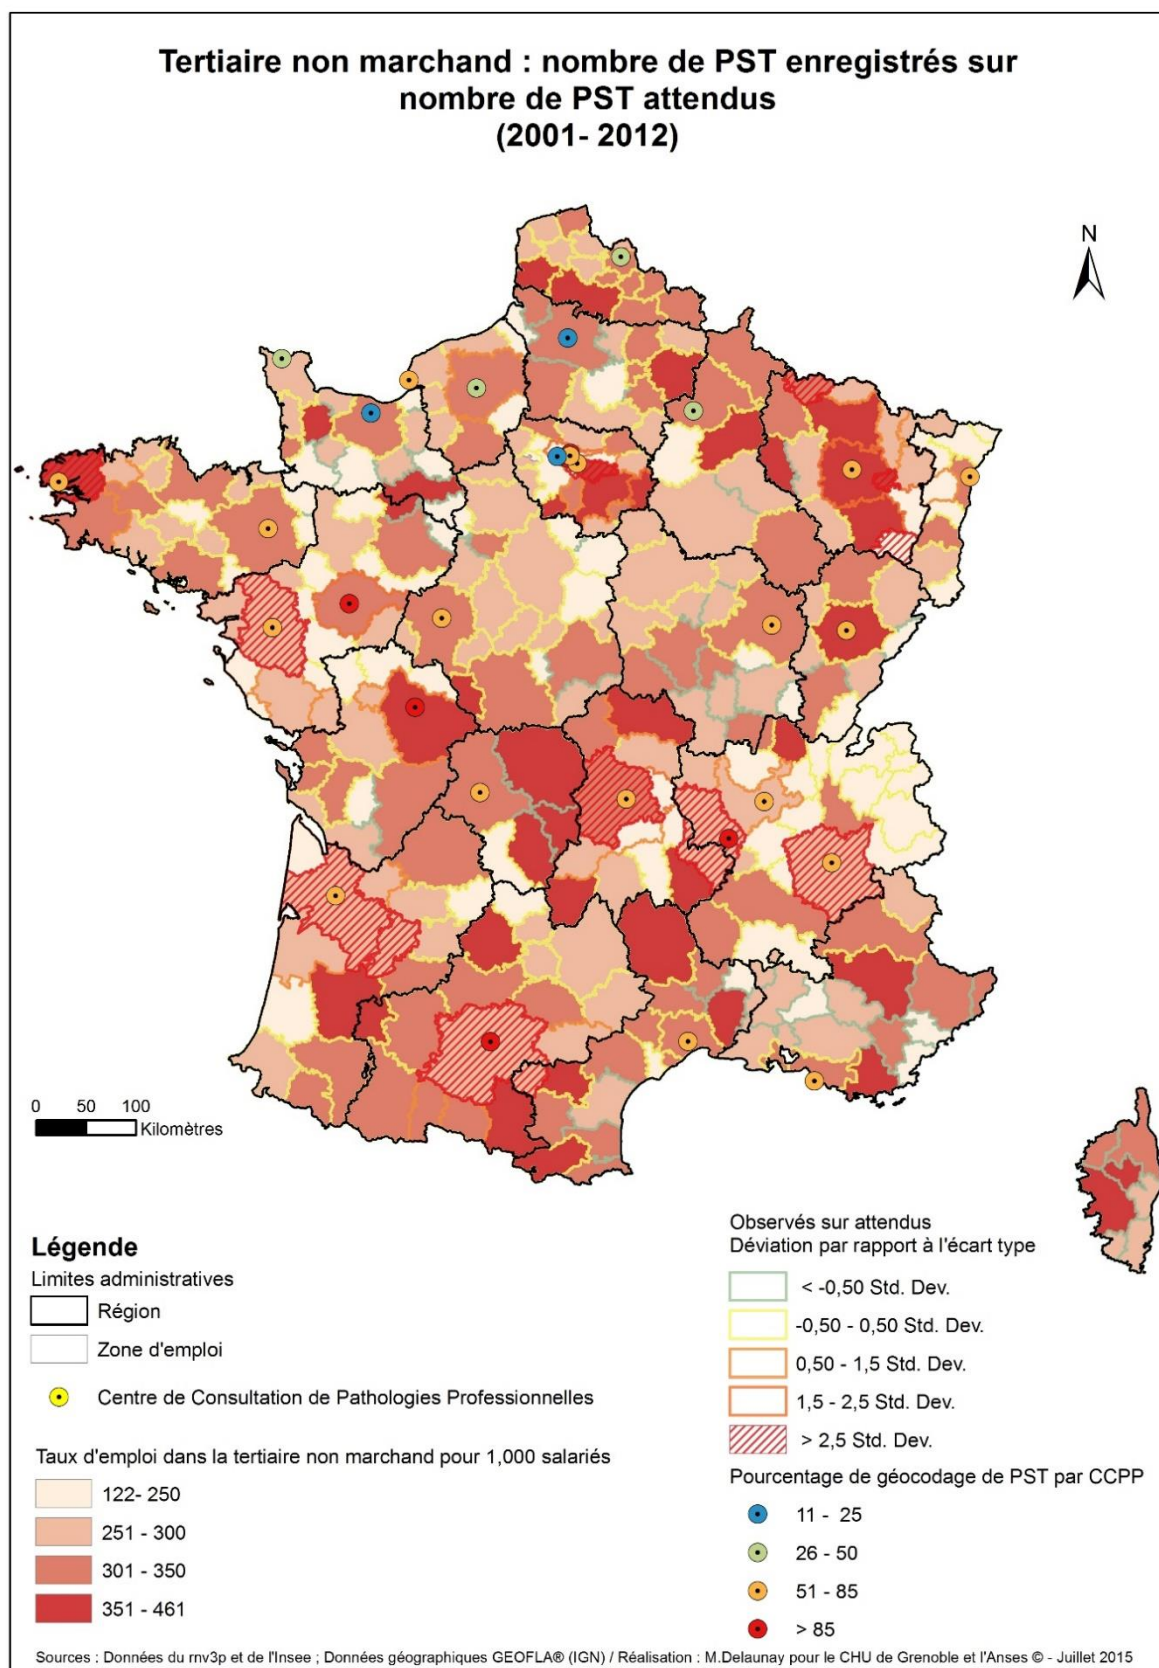 Tertiaire non marchand : nombre de PST enregistrés sur
nombre de PST attendus
(2001- 2012)
N
0 50 100
Kilomètres
Légende
Limites administratives
Région
Zone d'emploi
Centre de Consultation de Pathologies Professionnelles
Taux d'emploi dans la tertiaire non marchand pour 1,000 salariés
122- 250
251 - 300
301 - 350
351 - 461
Observés sur attendus
Déviation par rapport à l'écart type
< -0,50 Std. Dev.
-0,50 - 0,50 Std. Dev.
0,50 - 1,5 Std. Dev.
1,5 - 2,5 Std. Dev.
> 2,5 Std. Dev.
Pourcentage de géocodage de PST par CCPP
11 - 25
26 - 50
51 - 85
> 85
Sources : Données du rnv3p et de l'Insee ; Données géographiques GEOFLA® (IGN) / Réalisation : M.Delaunay pour le CHU de Grenoble et l'Anses © - Juillet 2015